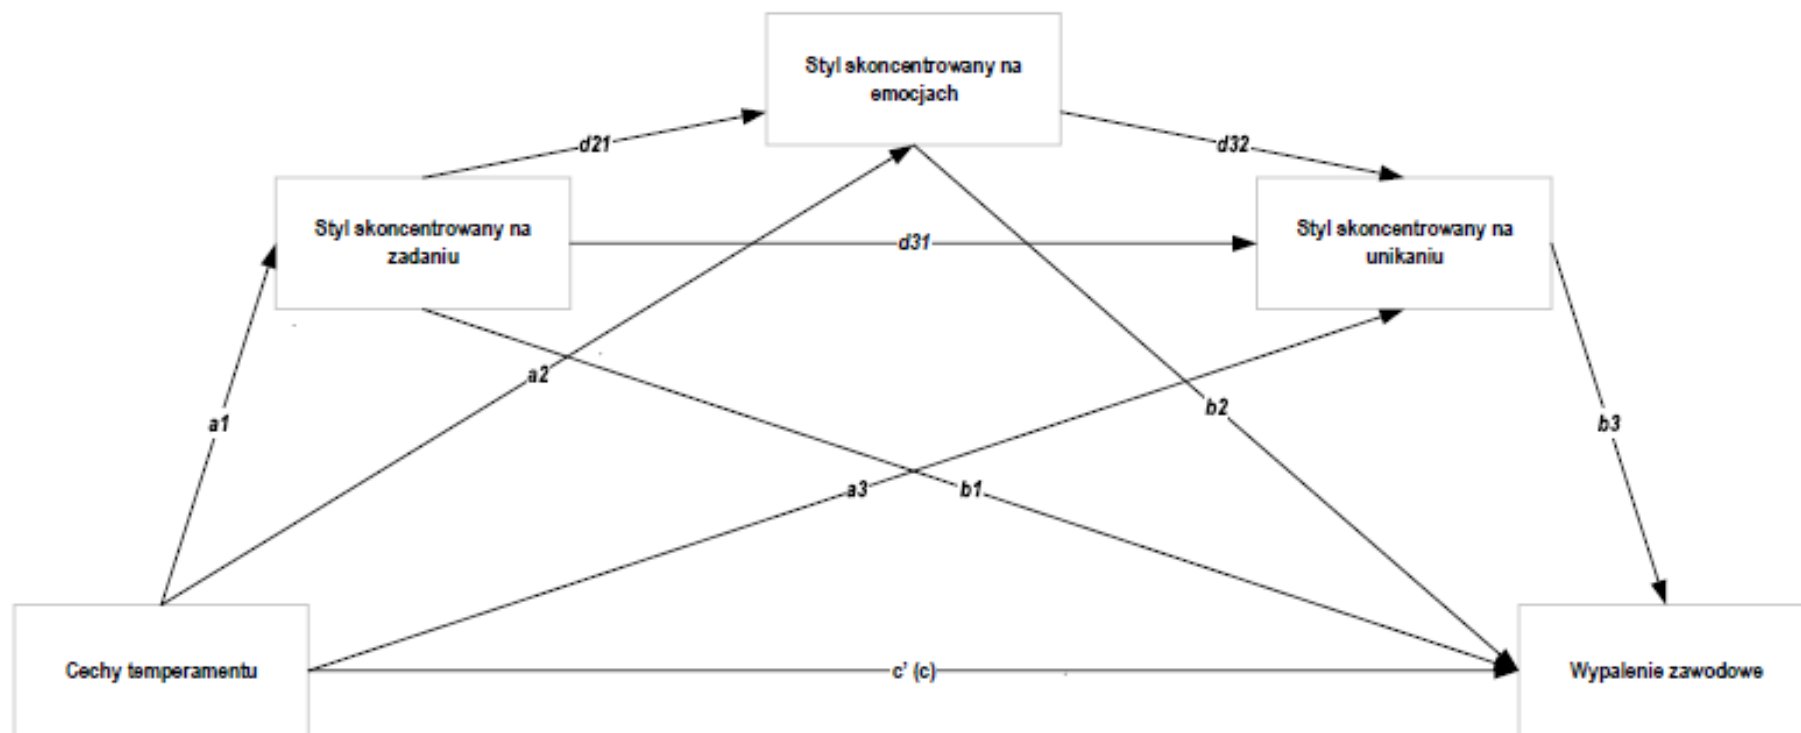 Styl skoncentrowany na
emocjach
d21
d32
Styl skoncentrowany na
zadaniu
d31
Styl skoncentrowany na
unikaniu
a2
b2
a1
b3
a3
b1
Cechy temperamentu
c' (c)
Wypalenie zawodowe